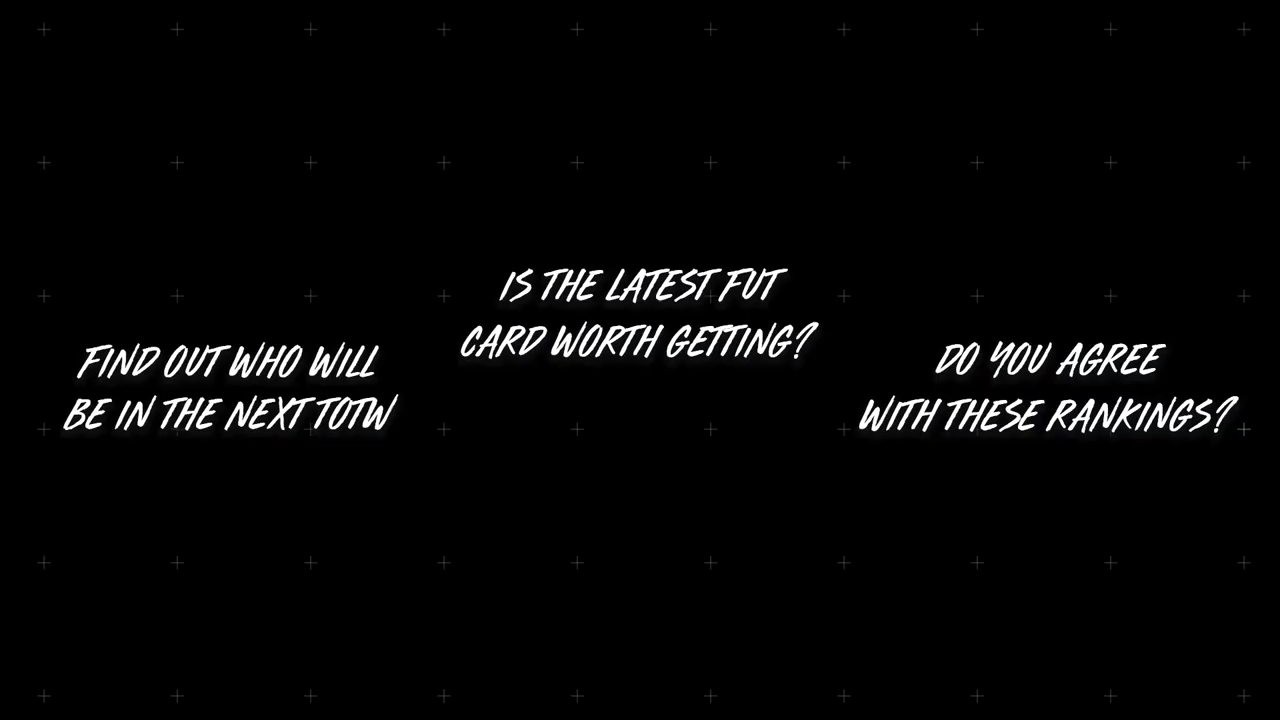 FIND OUT WHO WILL
BE IN THE NEXT TOTW
IS THE LATEST FUT
CARD WORTH GETTING?
DO YOU AGREE
WITH THESE RANKINGS?